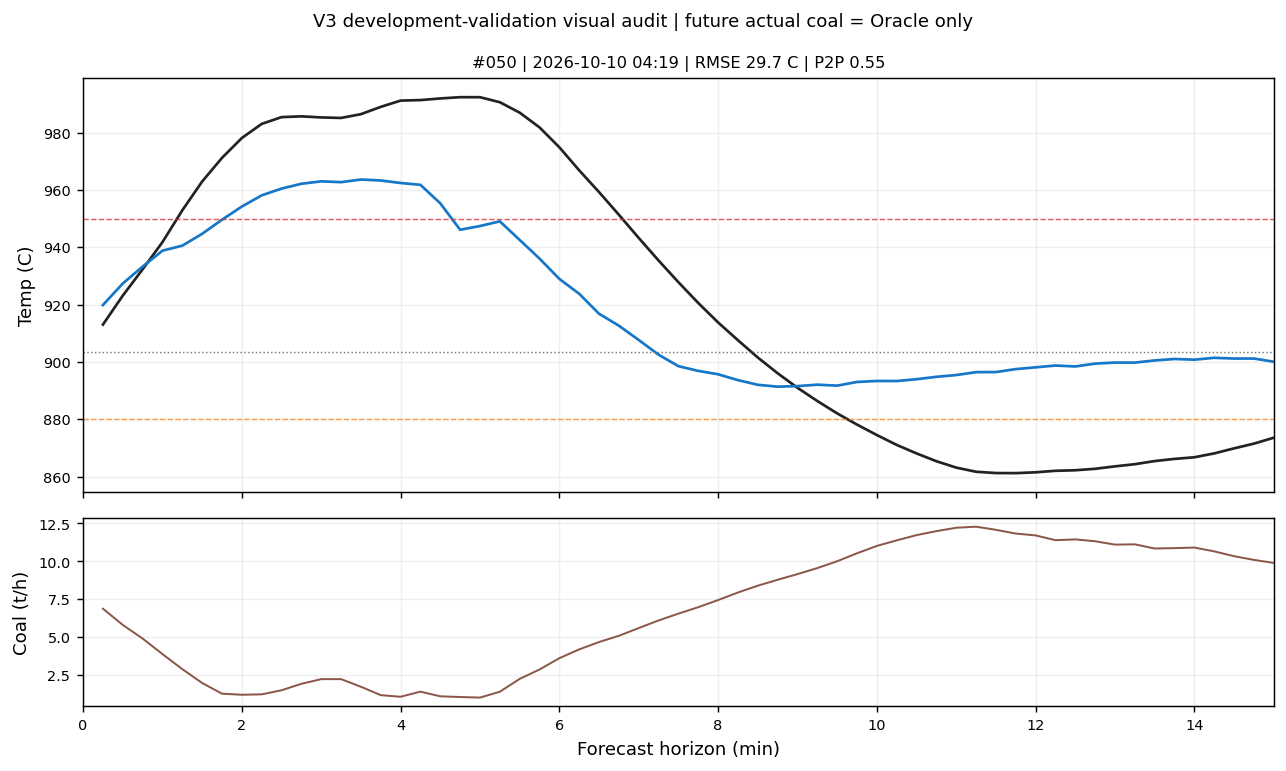 V3 development-validation visual audit | future actual coal = Oracle only
#050 | 2026-10-10 04:19 | RMSE 29.7 C | P2P 0.55
Temp (C)
980
960
940
920
900
880
860
Coal (t/h)
12.5
10.0
7.5
5.0
2.5
0 2 4 6 8 10 12 14
Forecast horizon (min)